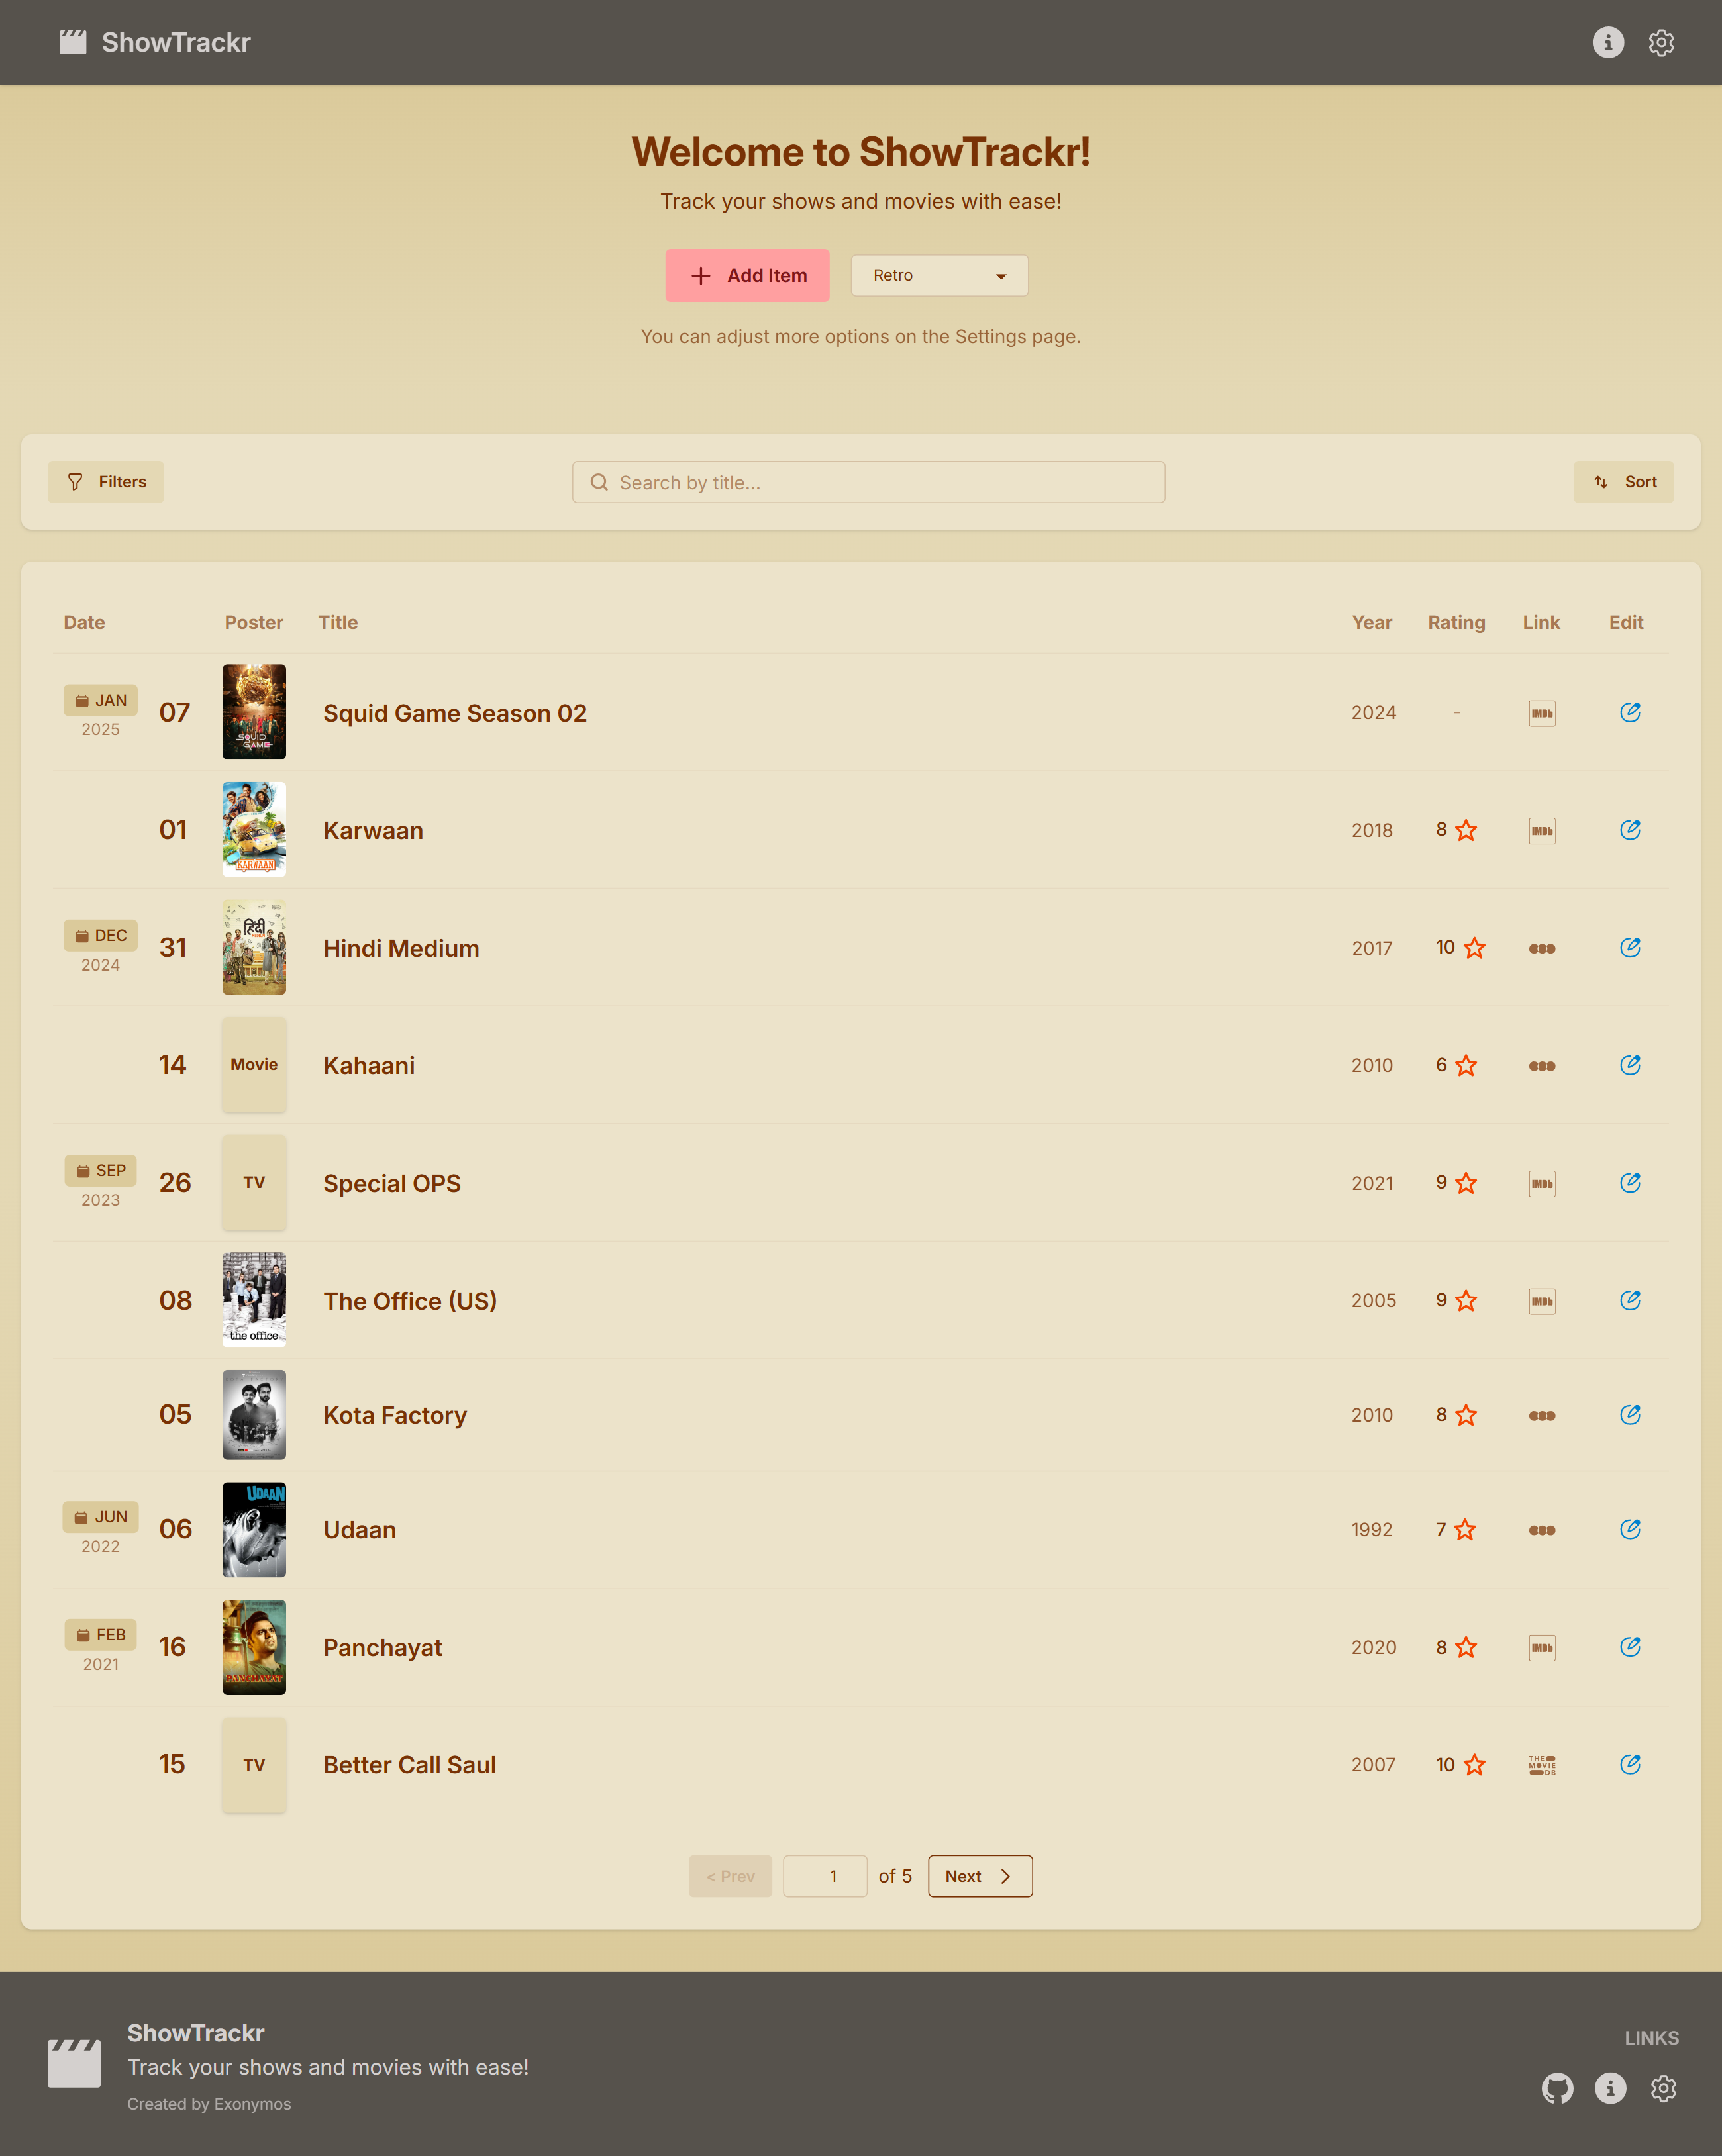 ShowTrackr
Welcome to ShowTrackr!
Track your shows and movies with ease!
Add Item
Retro
You can adjust more options on the Settings page.
Filters
Search by title...
Sort
Date Poster Title Year Rating Link Edit
JAN
2025
07
SQUID
GAME
Squid Game Season 02
2024 - IMDb
01
KARWAAN
Karwaan
2018 8 IMDb
DEC
2024
31
हिंदी
Hindi Medium
2017 10
14 Movie Kahaani 2010 6
SEP
2023
26 TV Special OPS 2021 9 IMDb
08
the office
The Office (US)
2005 9 IMDb
05 Kota Factory 2010 8
JUN
2022
06
UDAAN
Udaan
1992 7
FEB
2021
16
PANCHAYAT
Panchayat
2020 8 IMDb
15 TV Better Call Saul 2007 10
THE
MOVIE
DB
< Prev 1 of 5 Next
ShowTrackr
Track your shows and movies with ease!
Created by Exonymos
LINKS